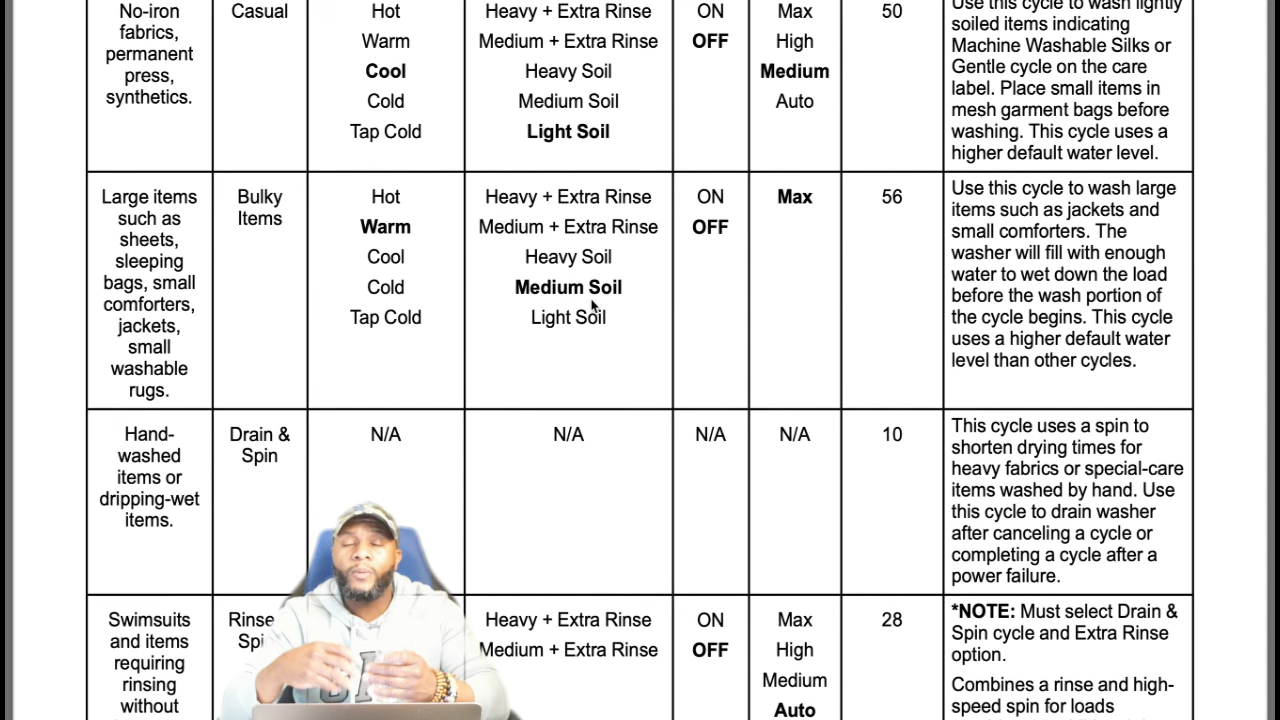 No-iron
fabrics,
permanent
press,
synthetics.
Casual
Hot
Warm
Cool
Cold
Tap Cold
Heavy + Extra Rinse
Medium + Extra Rinse
Heavy Soil
Medium Soil
Light Soil
ON
OFF
Max
High
Medium
Auto
50
Use this cycle to wash lightly
soiled items indicating
Machine Washable Silks or
Gentle cycle on the care
label. Place small items in
mesh garment bags before
washing. This cycle uses a
higher default water level.
Large items
such as
sheets,
sleeping
bags, small
comforters,
jackets,
small
washable
rugs.
Bulky
Items
Hot
Warm
Cool
Cold
Tap Cold
Heavy + Extra Rinse
Medium + Extra Rinse
Heavy Soil
Medium Soil
Light Soil
ON
OFF
Max
56
Use this cycle to wash large
items such as jackets and
small comforters. The
washer will fill with enough
water to wet down the load
before the wash portion of
the cycle begins. This cycle
uses a higher default water
level than other cycles.
Hand-
washed
items or
dripping-wet
items.
Drain &
Spin
N/A
N/A
N/A
N/A
10
This cycle uses a spin to
shorten drying times for
heavy fabrics or special-care
items washed by hand. Use
this cycle to drain washer
after canceling a cycle or
completing a cycle after a
power failure.
Swimsuits
and items
requiring
rinsing
without
Rinse
Heavy + Extra Rinse
Medium + Extra Rinse
ON
OFF
Max
High
Medium
Auto
28
*NOTE: Must select Drain &
Spin cycle and Extra Rinse
option.
Combines a rinse and high-
speed spin for loads